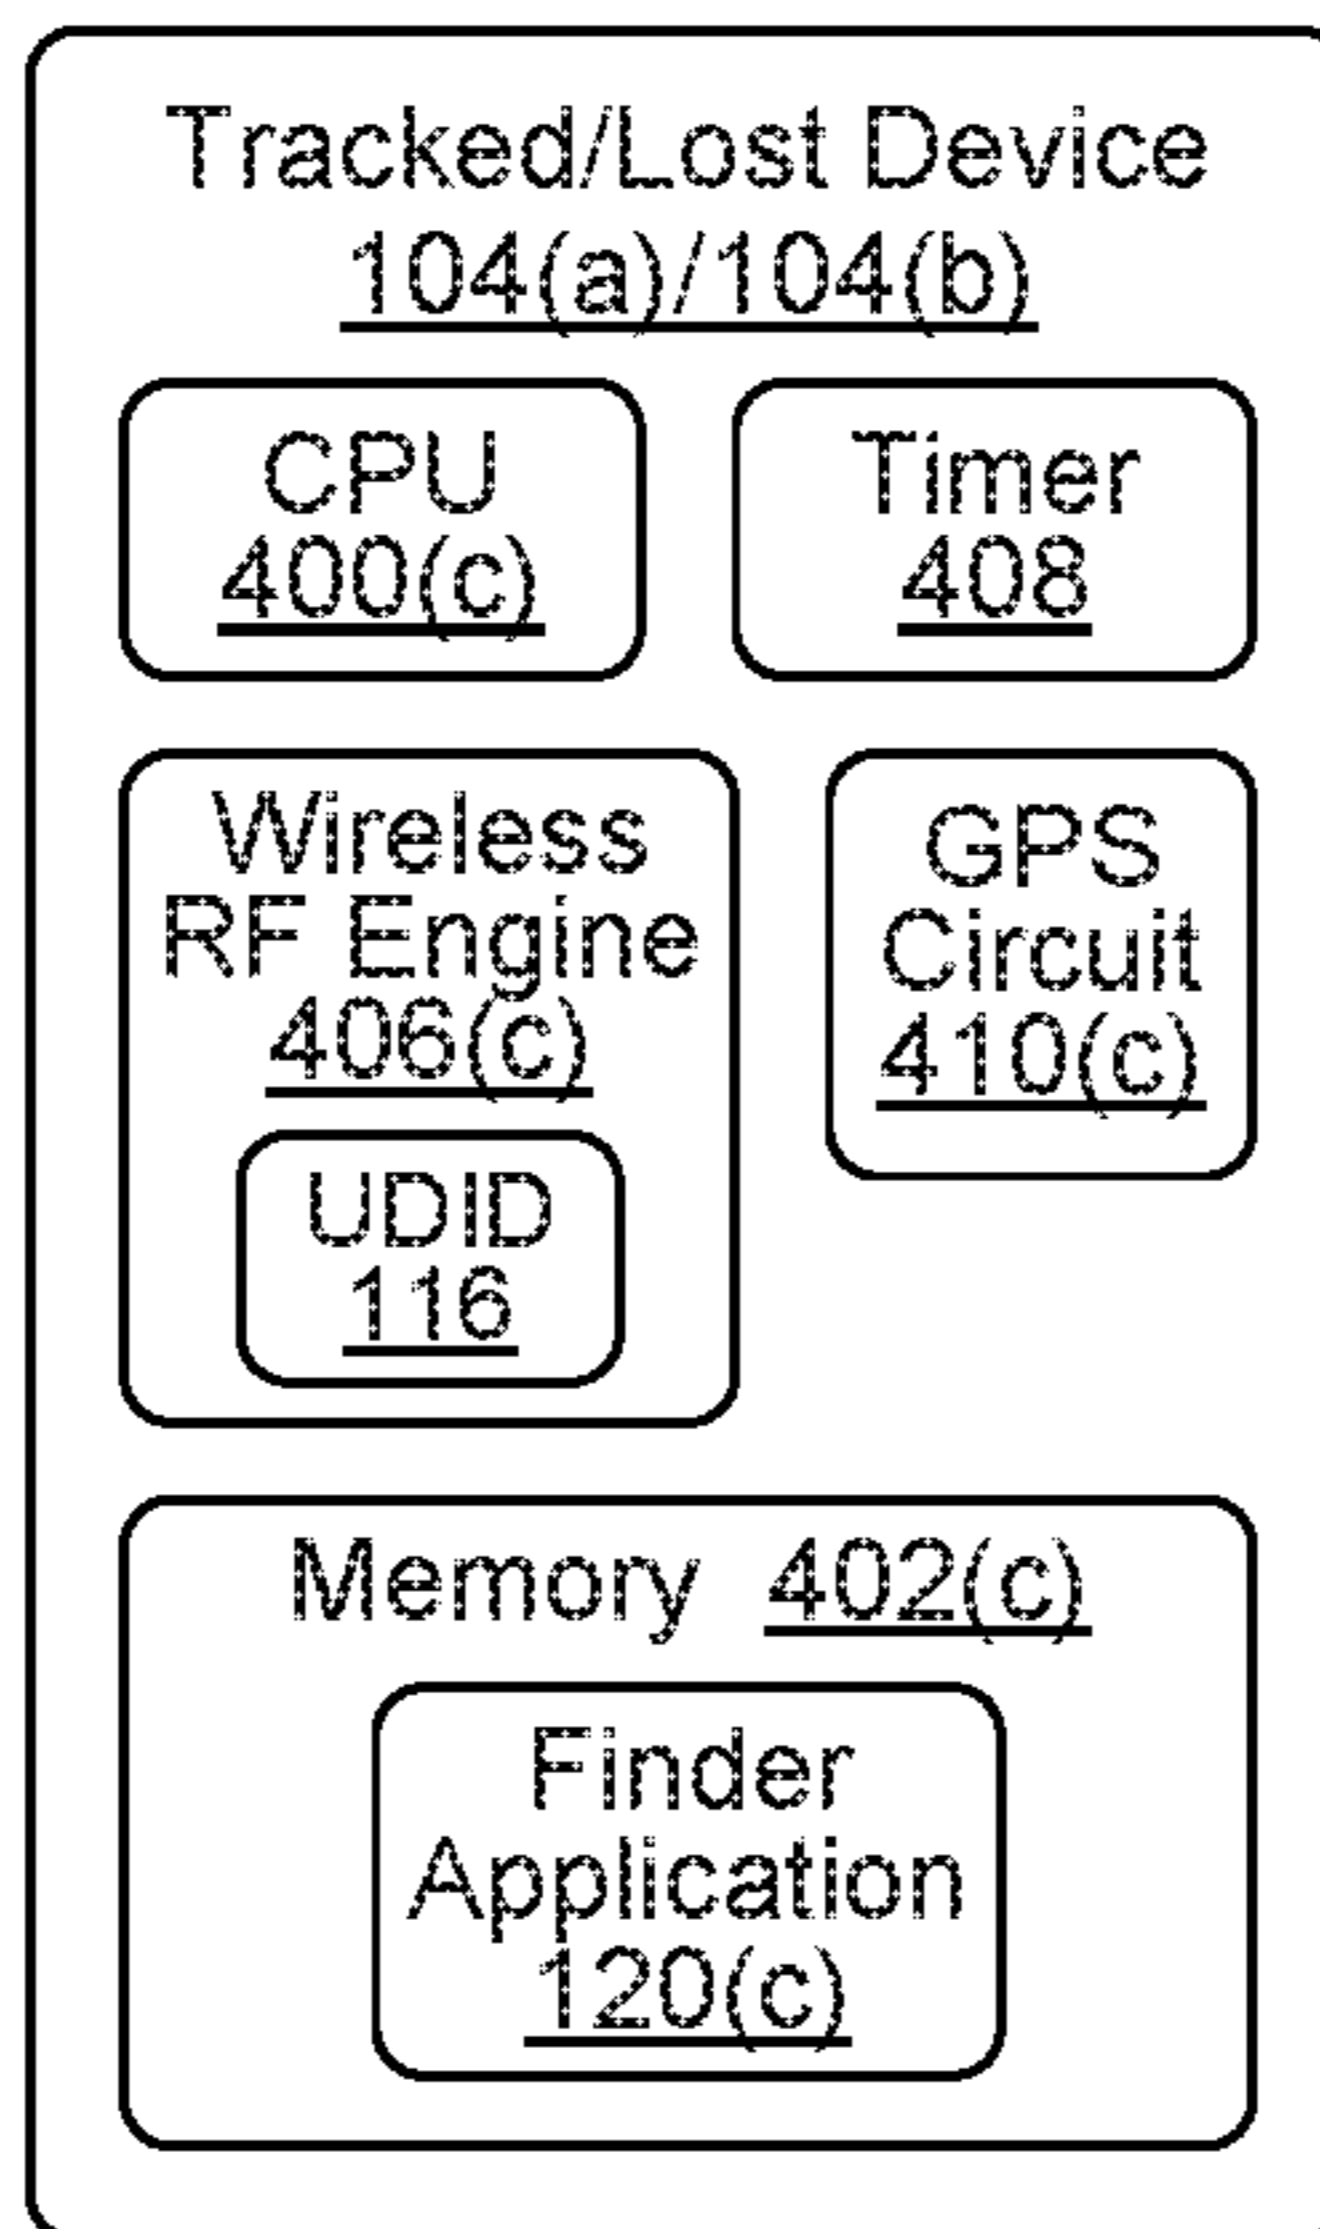 Tracked/Lost Device
104(a)/104(b)
CPU
400(c)
Timer
408
Wireless
RF Engine
406(c)
UDID
116
GPS
Circuit
410(c)
Memory 402(c)
Finder
Application
120(c)